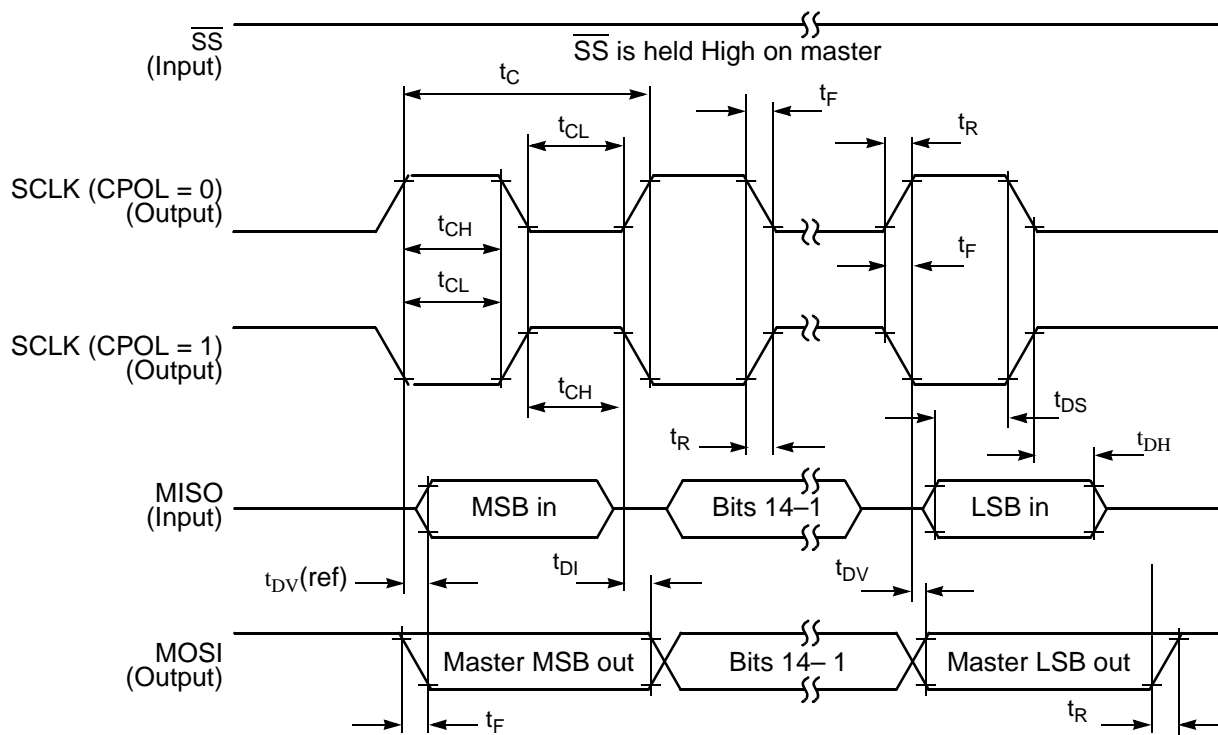 SS
(Input)
SS is held High on master
tC
tF
tCL
tR
SCLK (CPOL = 0)
(Output)
tCH
tF
tCL
SCLK (CPOL = 1)
(Output)
tCH
tDS
tR
tDH
MISO
(Input)
MSB in
Bits 14–1
LSB in
tDV(ref)
tDI
tDV
MOSI
(Output)
Master MSB out
Bits 14– 1
Master LSB out
tF
tR